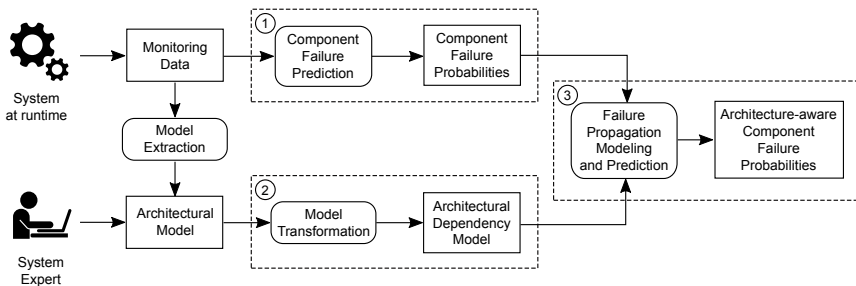 System
at runtime
Monitoring
Data
1
Component
Failure
Prediction
Component
Failure
Probabilities
Model
Extraction
3
Failure
Propagation
Modeling
and Prediction
Architecture-aware
Component
Failure
Probabilities
System
Expert
Architectural
Model
2
Model
Transformation
Architectural
Dependency
Model